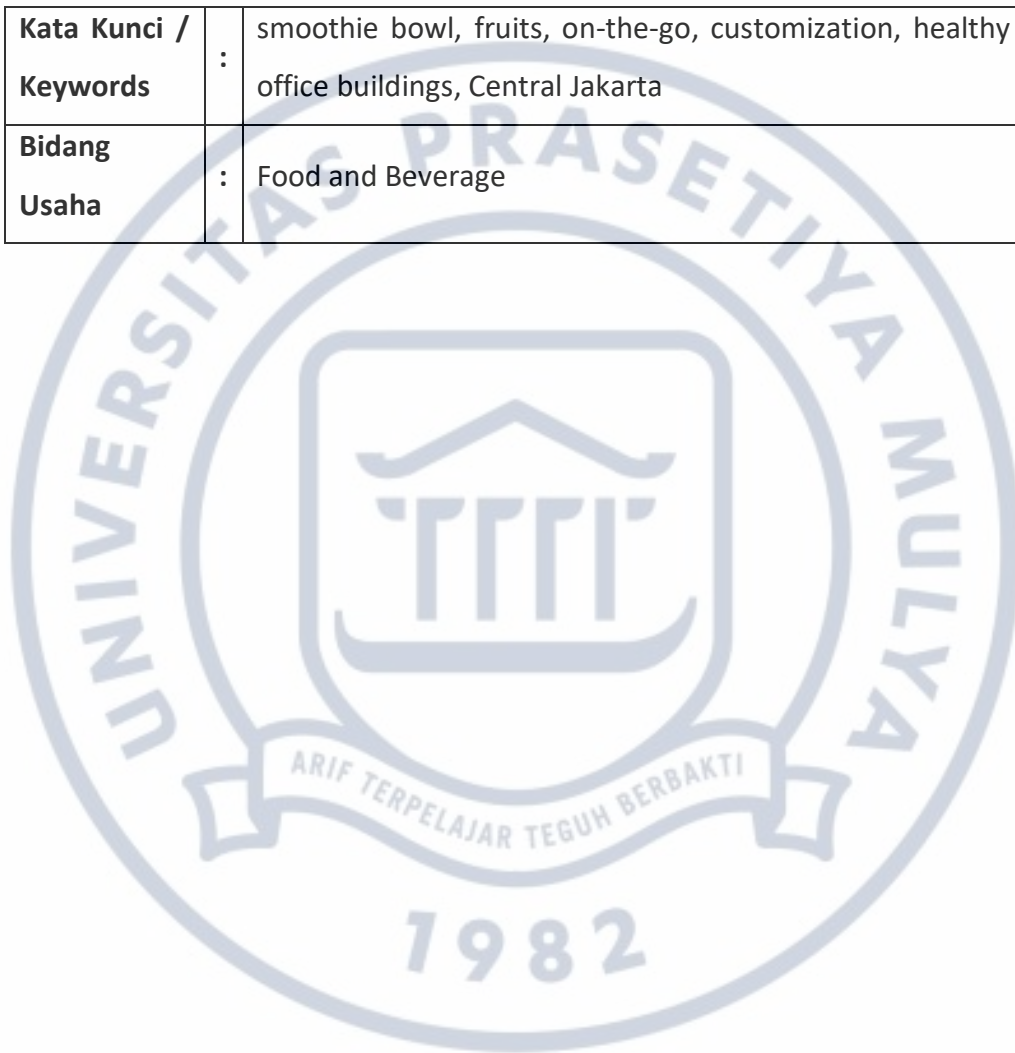 Kata Kunci / : smoothie bowl, fruits, on-the-go, customization, healthy
Keywords office buildings, Central Jakarta
Bidang : Food and Beverage
Usaha
UNIVERSITAS PRASETIYA MULYA
ARIF TERPELAJAR TEGUH BERBAKTI
1982